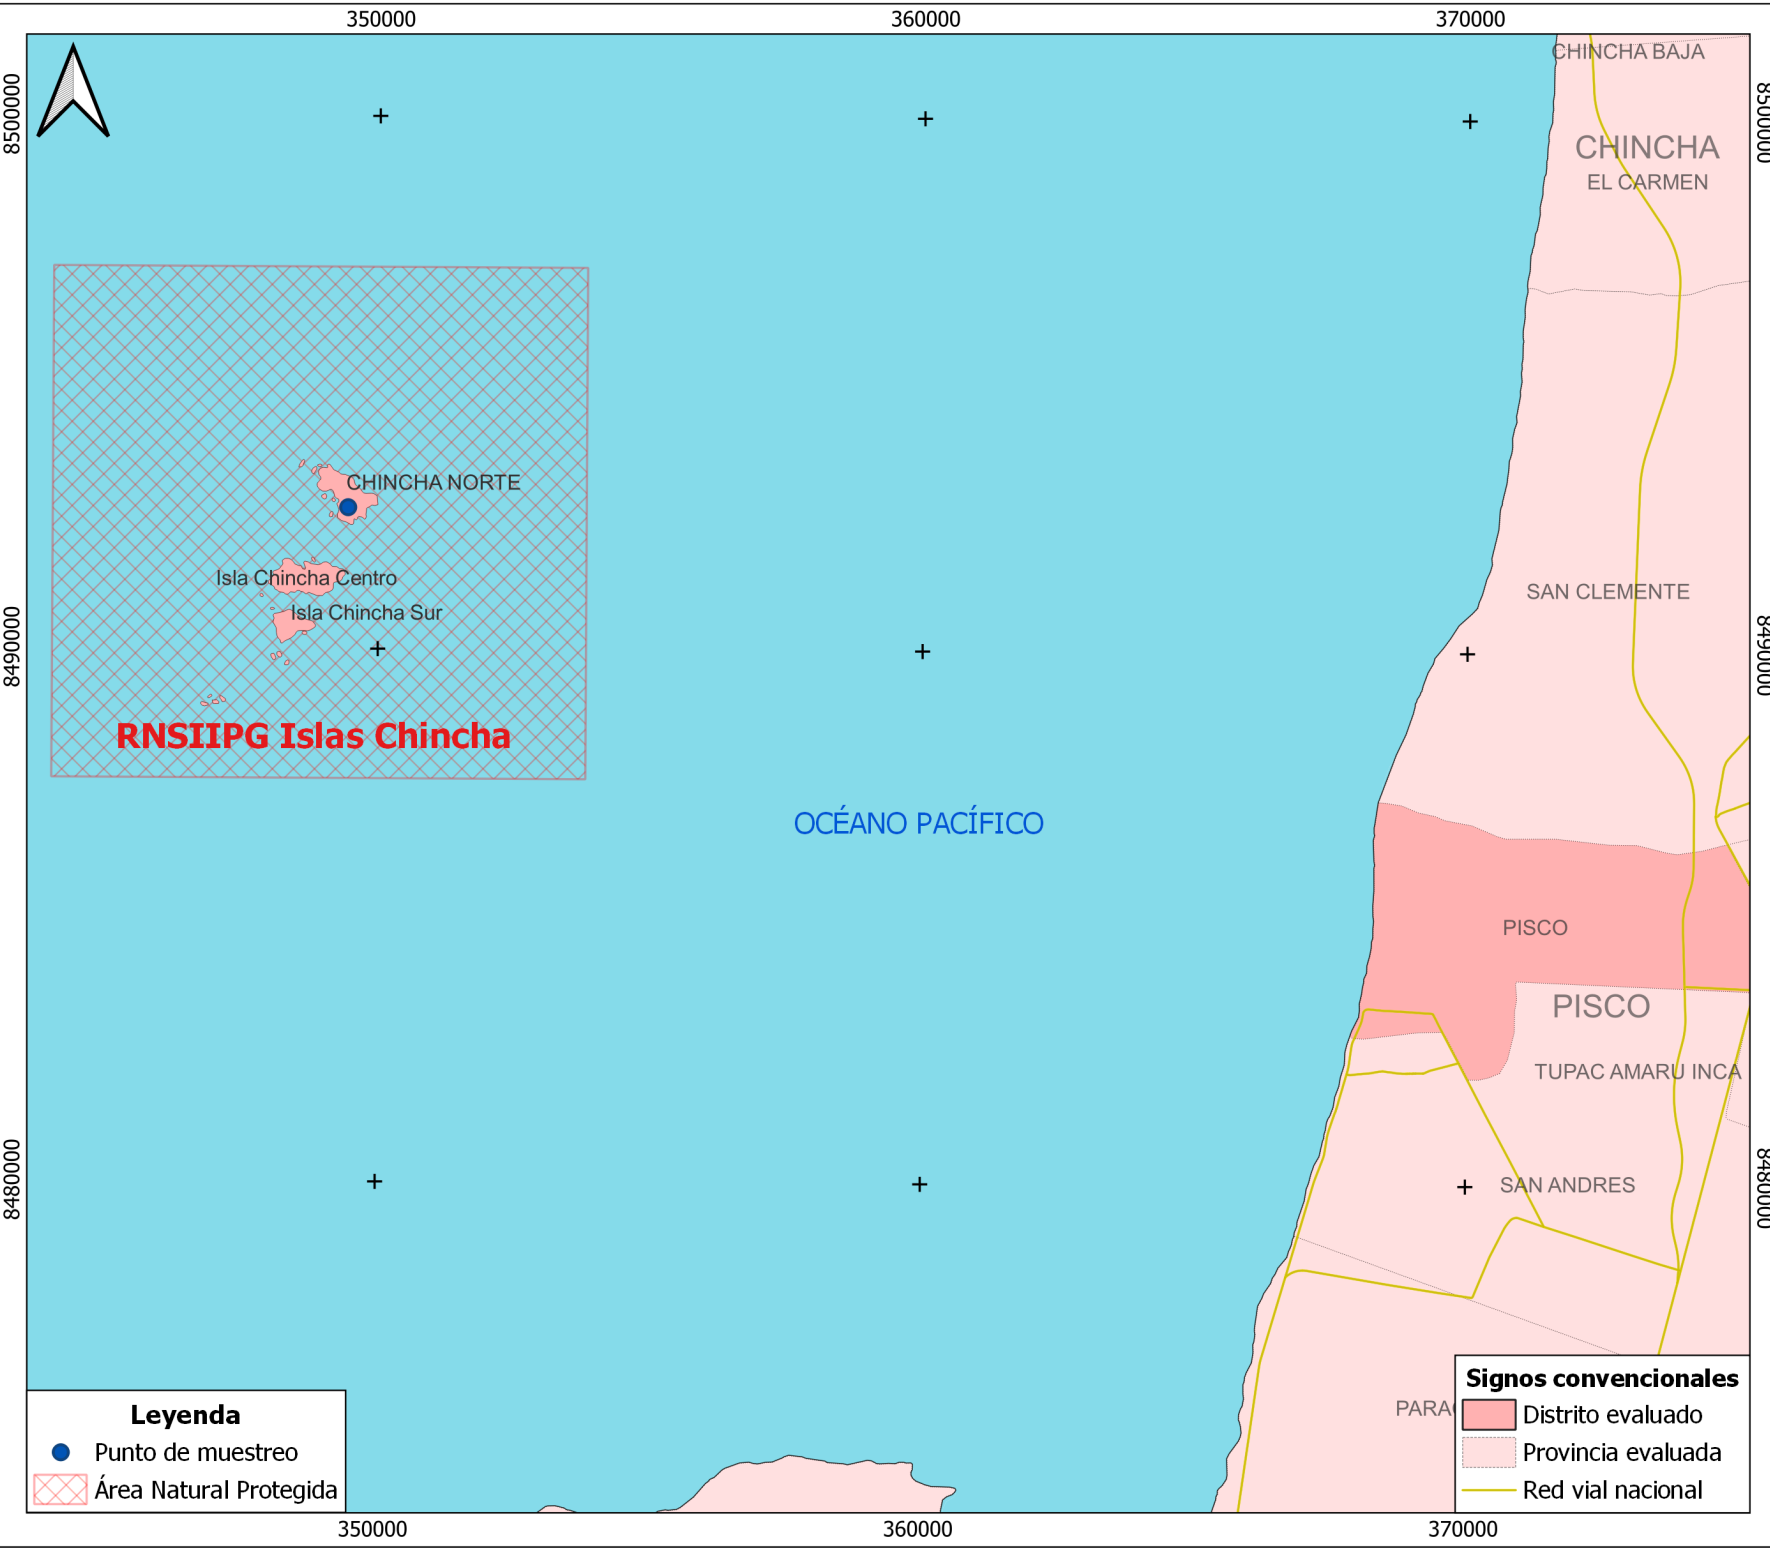 350000
360000
370000
8500000
8500000
CHINCHA BAJA
CHINCHA
EL CARMEN
CHINCHA NORTE
Isla Chincha Centro
Isla Chincha Sur
SAN CLEMENTE
8490000
8490000
RNSIIPG Islas Chincha
OCÉANO PACÍFICO
PISCO
PISCO
TUPAC AMARU INCA
8480000
8480000
SAN ANDRES
PARA
Leyenda
Punto de muestreo
Área Natural Protegida
Signos convencionales
Distrito evaluado
Provincia evaluada
Red vial nacional
350000
360000
370000